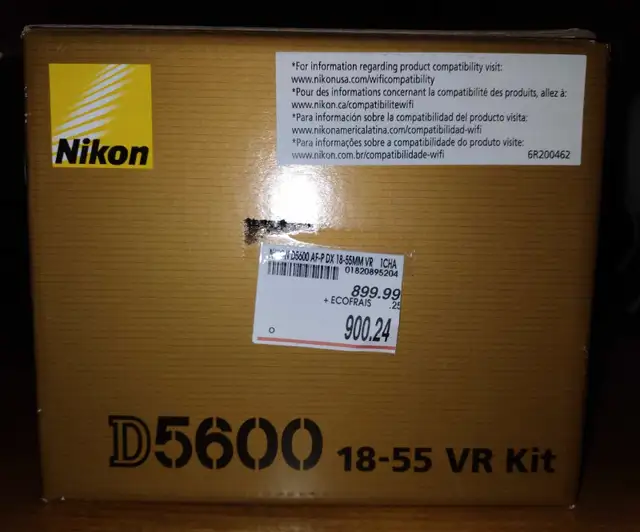 Nikon
*For information regarding product compatibility visit:
www.nikonusa.com/wificompatibility
*Pour des informations concernant la compatibilité des produits, allez à:
www.nikon.ca/compatibilitewifi
*Para información sobre la compatibilidad del producto visite:
www.nikonamericalatina.com/compatibilidad-wifi
*Para informações sobre a compatibilidade do produto visite:
www.nikon.com.br/compatibilidade-wifi 6R200462
NIKON D5600 AF-P DX 18-55MM VR 1CHA
01820895204
899.99
+ ECOFRAIS .25
900.24
D5600 18-55 VR Kit